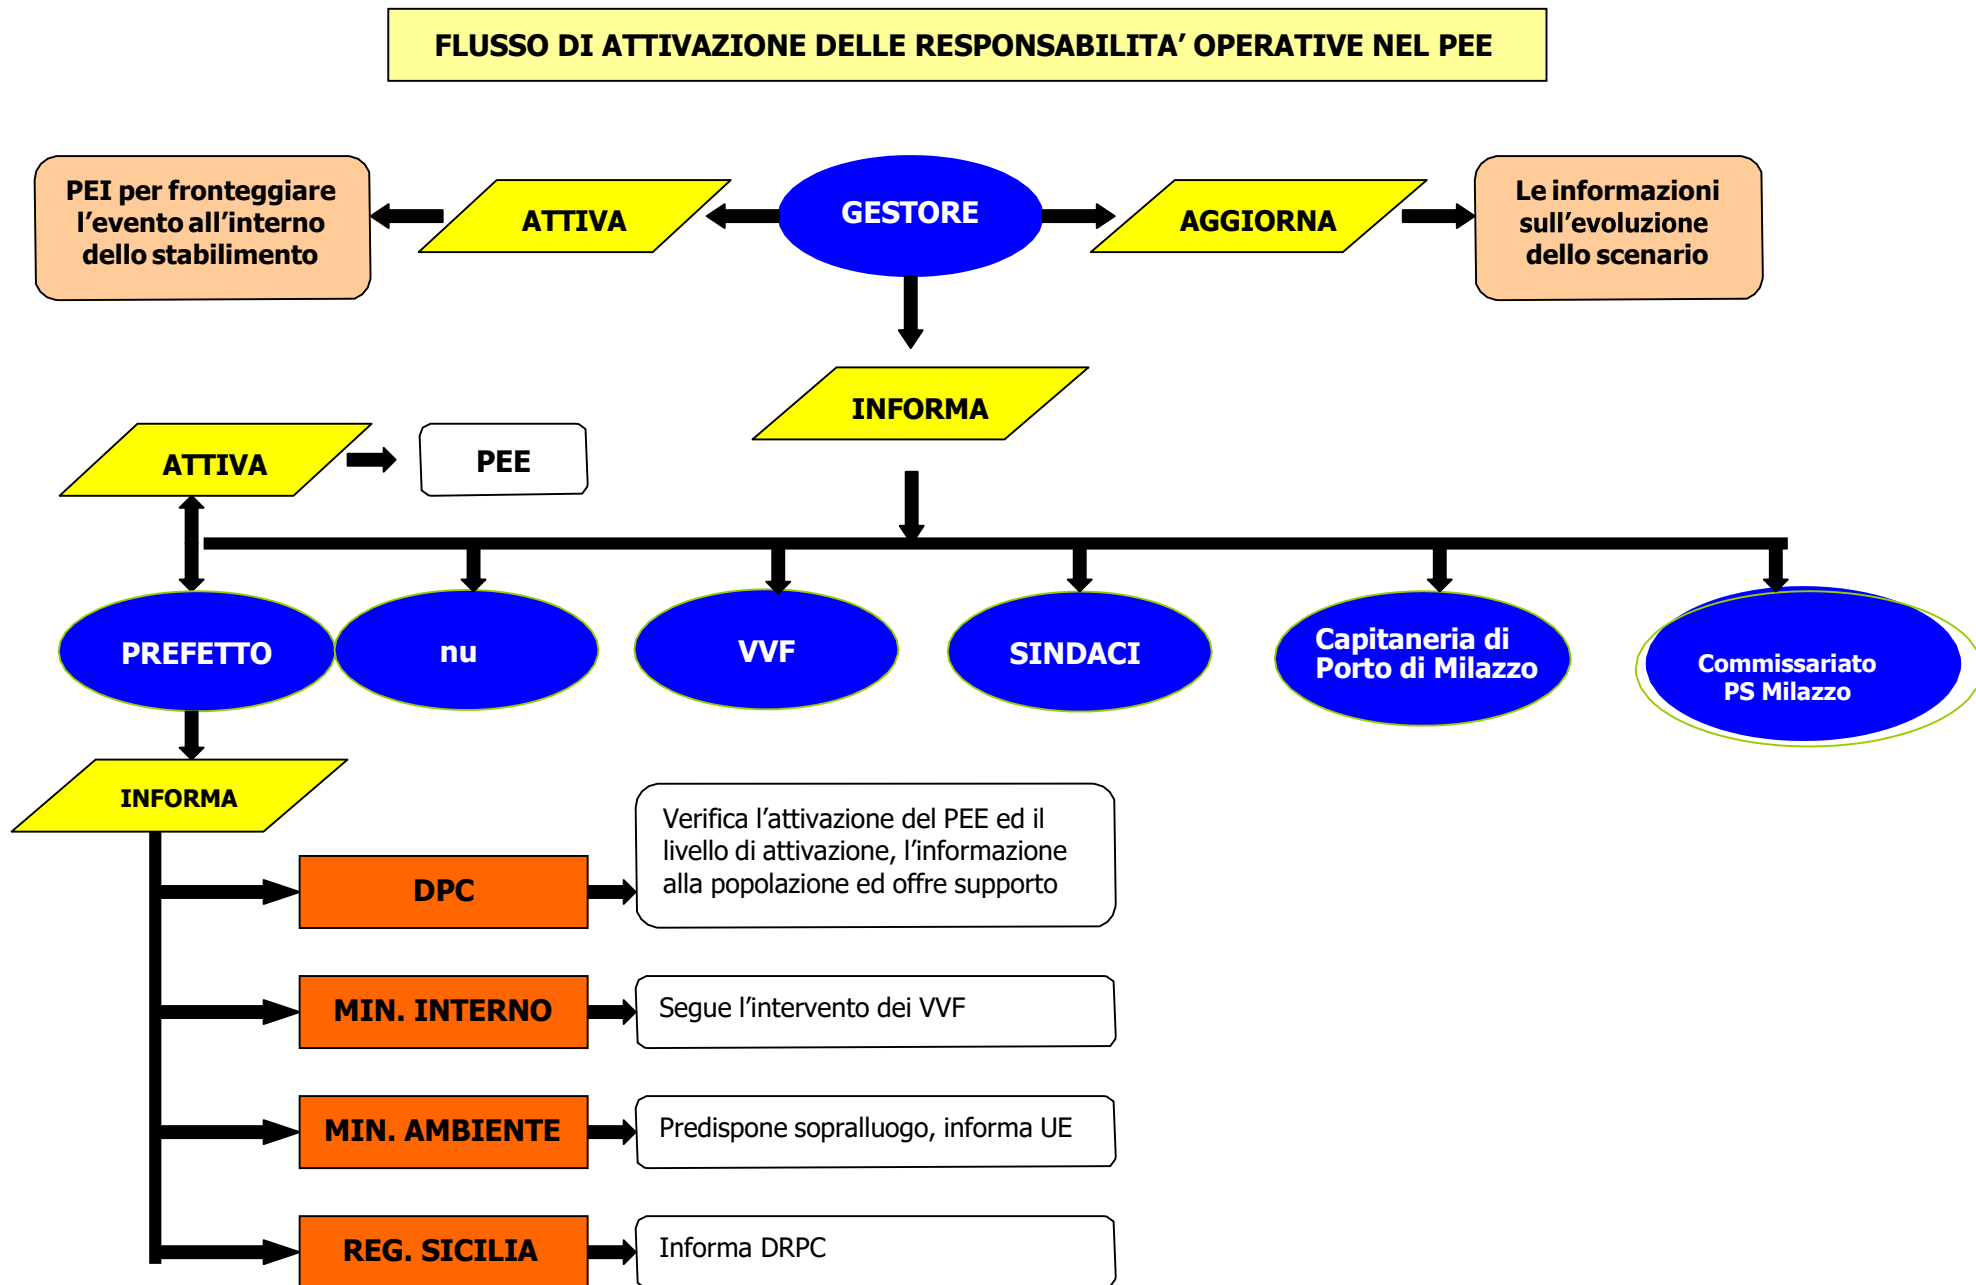 FLUSSO DI ATTIVAZIONE DELLE RESPONSABILITA’ OPERATIVE NEL PEE
PEI per fronteggiare
l’evento all’interno
dello stabilimento
ATTIVA
GESTORE
AGGIORNA
Le informazioni
sull’evoluzione
dello scenario
INFORMA
ATTIVA
PEE
PREFETTO
nu
VVF
SINDACI
Capitaneria di
Porto di Milazzo
Commissariato
PS Milazzo
INFORMA
DPC
Verifica l’attivazione del PEE ed il
livello di attivazione, l’informazione
alla popolazione ed offre supporto
MIN. INTERNO
Segue l’intervento dei VVF
MIN. AMBIENTE
Predispone sopralluogo, informa UE
REG. SICILIA
Informa DRPC